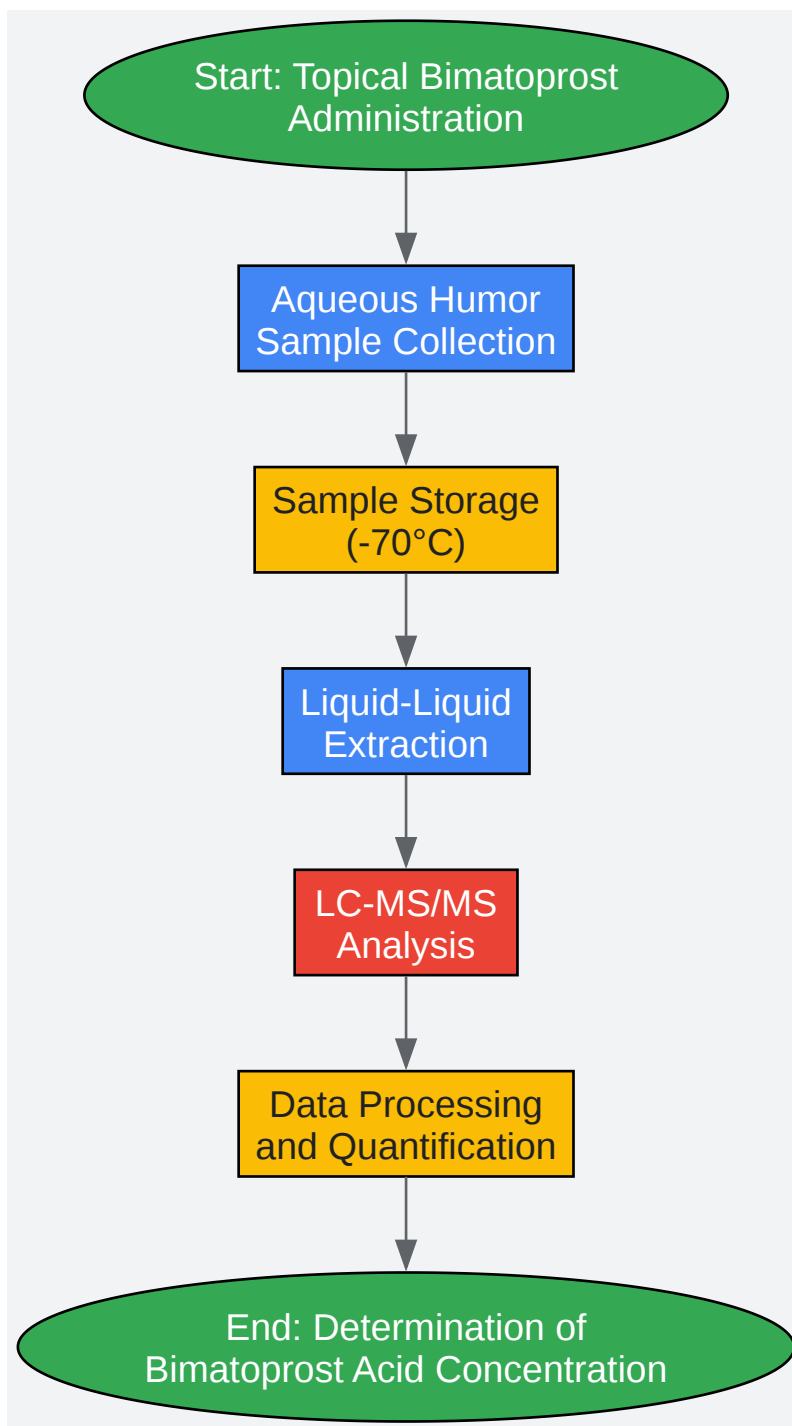 Start: Topical Bimatoprost
Administration
Aqueous Humor
Sample Collection
Sample Storage
(-70°C)
Liquid-Liquid
Extraction
LC-MS/MS
Analysis
Data Processing
and Quantification
End: Determination of
Bimatoprost Acid Concentration